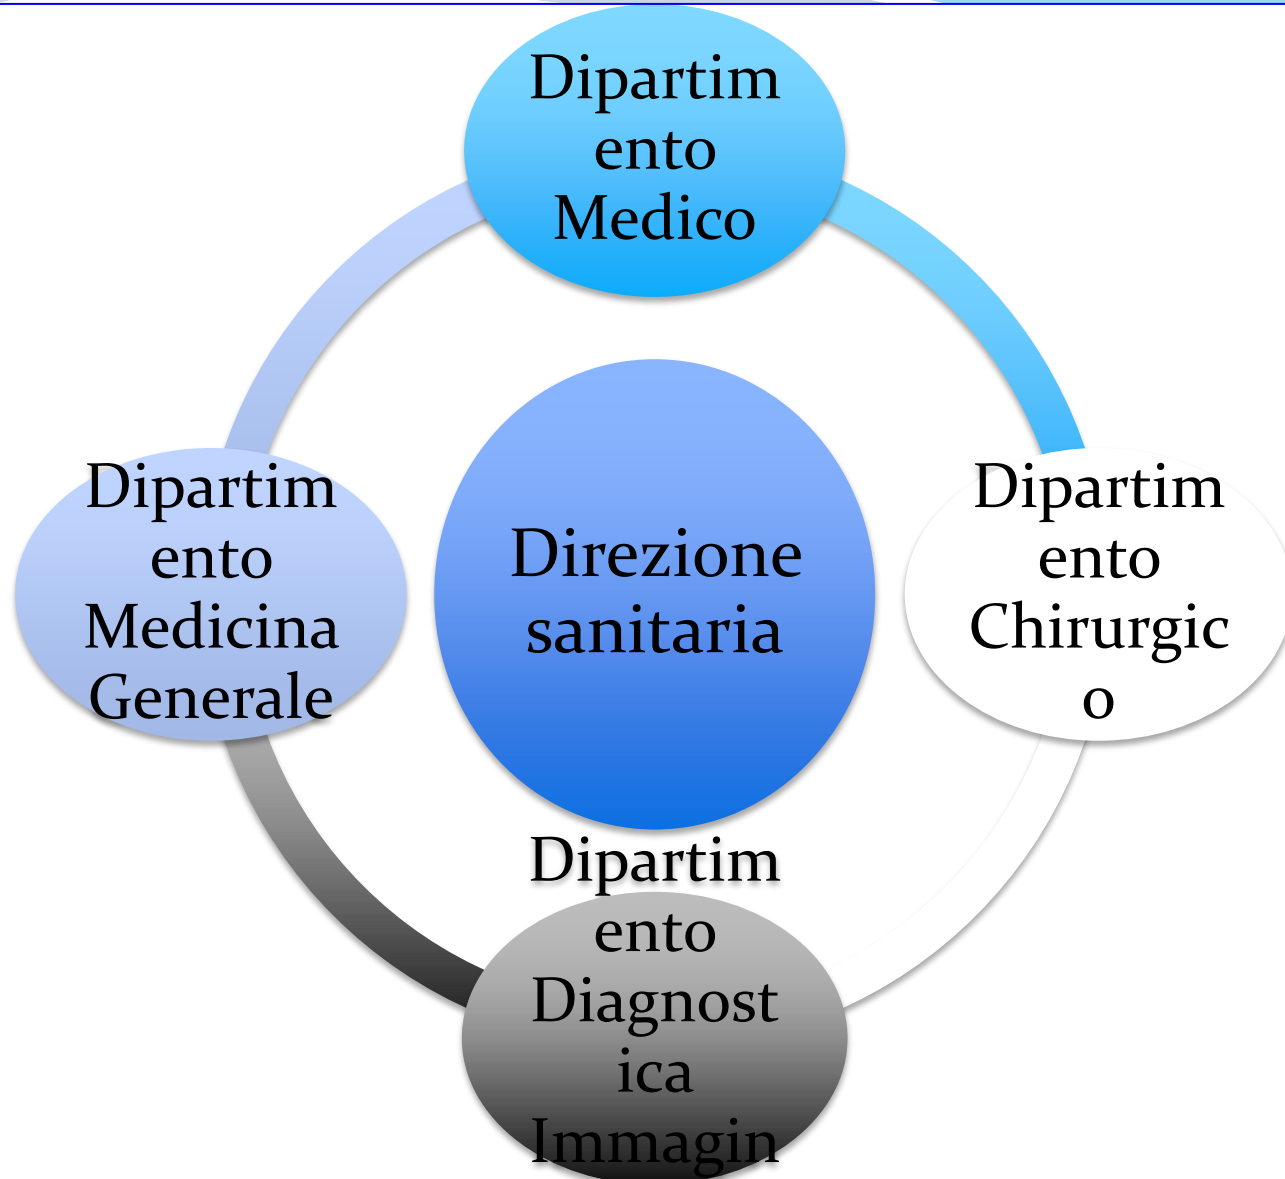 Dipartim
ento
Medico
Dipartim
ento
Medicina
Generale
Direzione
sanitaria
Dipartim
ento
Chirurgic
o
Dipartim
ento
Diagnost
ica
Immagin